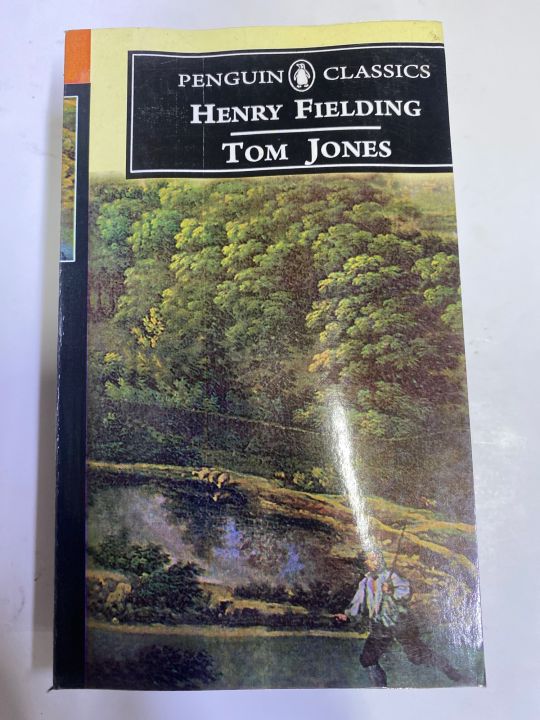 PENGUIN CLASSICS
HENRY FIELDING
TOM JONES